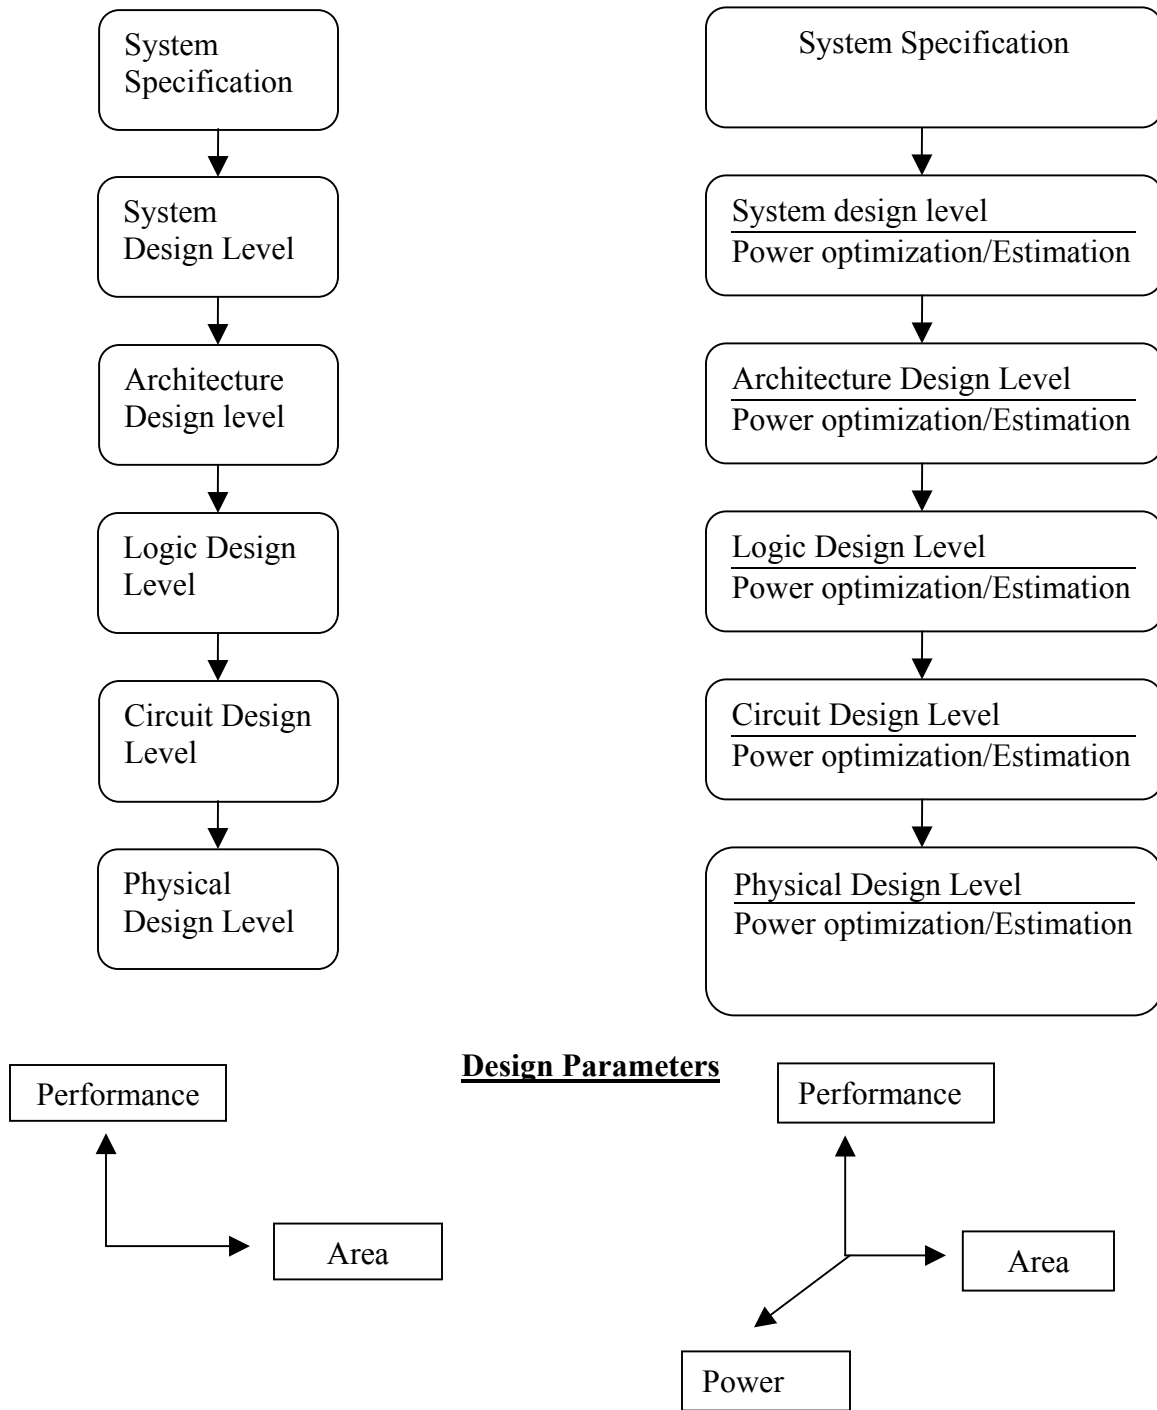 System
Specification
System
Design Level
Architecture
Design level
Logic Design
Level
Circuit Design
Level
Physical
Design Level
System Specification
System design level
Power optimization/Estimation
Architecture Design Level
Power optimization/Estimation
Logic Design Level
Power optimization/Estimation
Circuit Design Level
Power optimization/Estimation
Physical Design Level
Power optimization/Estimation
Design Parameters
Performance
Area
Performance
Area
Power